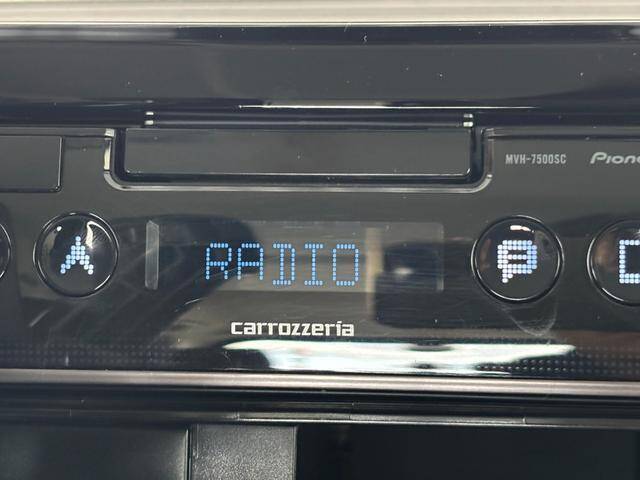 MVH-7500SC Pione
A RADIO B
carrozzeria